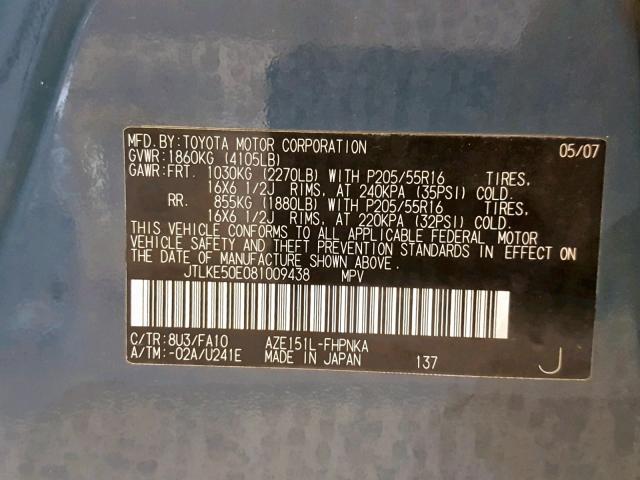 MFD. BY: TOYOTA MOTOR CORPORATION 05/07
GVWR: 1860KG (4105LB)
GAWR: FRT. 1030KG (2270LB) WITH P205/55R16 TIRES,
16X6 1/2J RIMS, AT 240KPA (35PSI) COLD
RR. 855KG (1880LB) WITH P205/55R16 TIRES,
16X6 1/2J RIMS, AT 220KPA (32PSI) COLD.
THIS VEHICLE CONFORMS TO ALL APPLICABLE FEDERAL MOTOR
VEHICLE SAFETY AND THEFT PREVENTION STANDARDS IN EFFECT ON
THE DATE OF MANUFACTURE SHOWN ABOVE.
JTLKE50E081009438 MPV
C/TR: 8U3/FA10 AZE151L-FHPNKA
A/TM: -02A/U241E MADE IN JAPAN 137 J